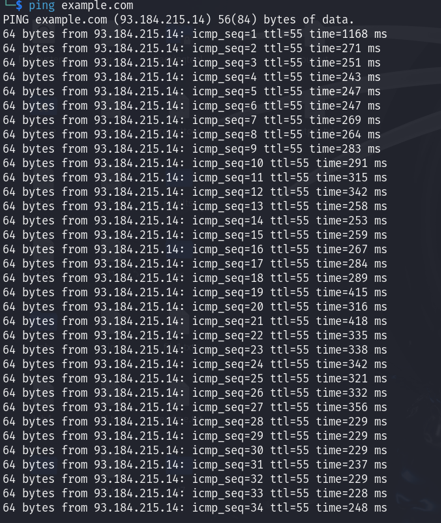 └─$ ping example.com
PING example.com (93.184.215.14) 56(84) bytes of data.
64 bytes from 93.184.215.14: icmp_seq=1 ttl=55 time=1168 ms
64 bytes from 93.184.215.14: icmp_seq=2 ttl=55 time=271 ms
64 bytes from 93.184.215.14: icmp_seq=3 ttl=55 time=251 ms
64 bytes from 93.184.215.14: icmp_seq=4 ttl=55 time=243 ms
64 bytes from 93.184.215.14: icmp_seq=5 ttl=55 time=247 ms
64 bytes from 93.184.215.14: icmp_seq=6 ttl=55 time=247 ms
64 bytes from 93.184.215.14: icmp_seq=7 ttl=55 time=269 ms
64 bytes from 93.184.215.14: icmp_seq=8 ttl=55 time=264 ms
64 bytes from 93.184.215.14: icmp_seq=9 ttl=55 time=283 ms
64 bytes from 93.184.215.14: icmp_seq=10 ttl=55 time=291 ms
64 bytes from 93.184.215.14: icmp_seq=11 ttl=55 time=315 ms
64 bytes from 93.184.215.14: icmp_seq=12 ttl=55 time=342 ms
64 bytes from 93.184.215.14: icmp_seq=13 ttl=55 time=258 ms
64 bytes from 93.184.215.14: icmp_seq=14 ttl=55 time=253 ms
64 bytes from 93.184.215.14: icmp_seq=15 ttl=55 time=259 ms
64 bytes from 93.184.215.14: icmp_seq=16 ttl=55 time=267 ms
64 bytes from 93.184.215.14: icmp_seq=17 ttl=55 time=284 ms
64 bytes from 93.184.215.14: icmp_seq=18 ttl=55 time=289 ms
64 bytes from 93.184.215.14: icmp_seq=19 ttl=55 time=415 ms
64 bytes from 93.184.215.14: icmp_seq=20 ttl=55 time=316 ms
64 bytes from 93.184.215.14: icmp_seq=21 ttl=55 time=418 ms
64 bytes from 93.184.215.14: icmp_seq=22 ttl=55 time=335 ms
64 bytes from 93.184.215.14: icmp_seq=23 ttl=55 time=338 ms
64 bytes from 93.184.215.14: icmp_seq=24 ttl=55 time=342 ms
64 bytes from 93.184.215.14: icmp_seq=25 ttl=55 time=321 ms
64 bytes from 93.184.215.14: icmp_seq=26 ttl=55 time=332 ms
64 bytes from 93.184.215.14: icmp_seq=27 ttl=55 time=356 ms
64 bytes from 93.184.215.14: icmp_seq=28 ttl=55 time=229 ms
64 bytes from 93.184.215.14: icmp_seq=29 ttl=55 time=229 ms
64 bytes from 93.184.215.14: icmp_seq=30 ttl=55 time=229 ms
64 bytes from 93.184.215.14: icmp_seq=31 ttl=55 time=237 ms
64 bytes from 93.184.215.14: icmp_seq=32 ttl=55 time=229 ms
64 bytes from 93.184.215.14: icmp_seq=33 ttl=55 time=228 ms
64 bytes from 93.184.215.14: icmp_seq=34 ttl=55 time=248 ms